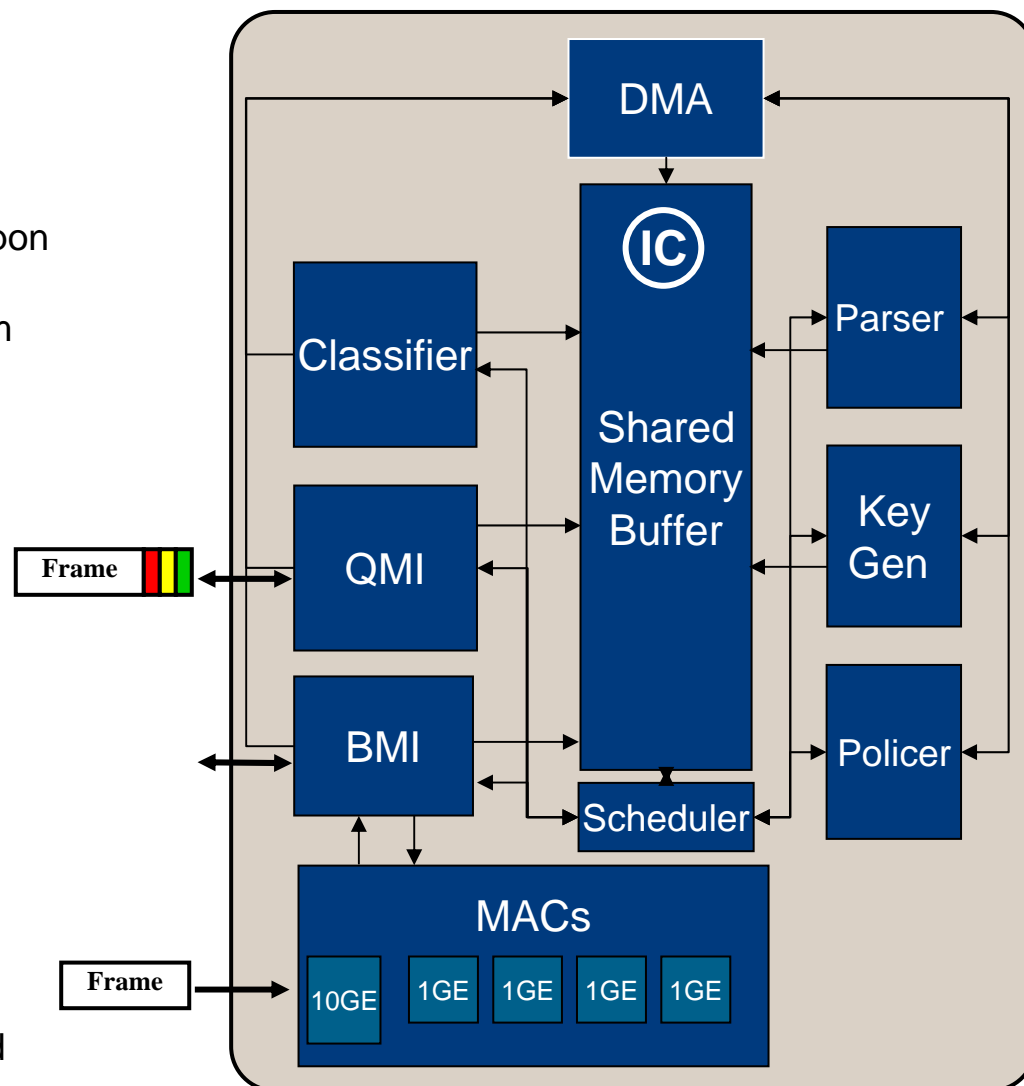 DMA
IC
Parser
Classifier
Shared
Memory
Buffer
Key
Gen
Frame
QMI
BMI
Policer
Scheduler
MACs
10GE
1GE
1GE
1GE
1GE
Frame